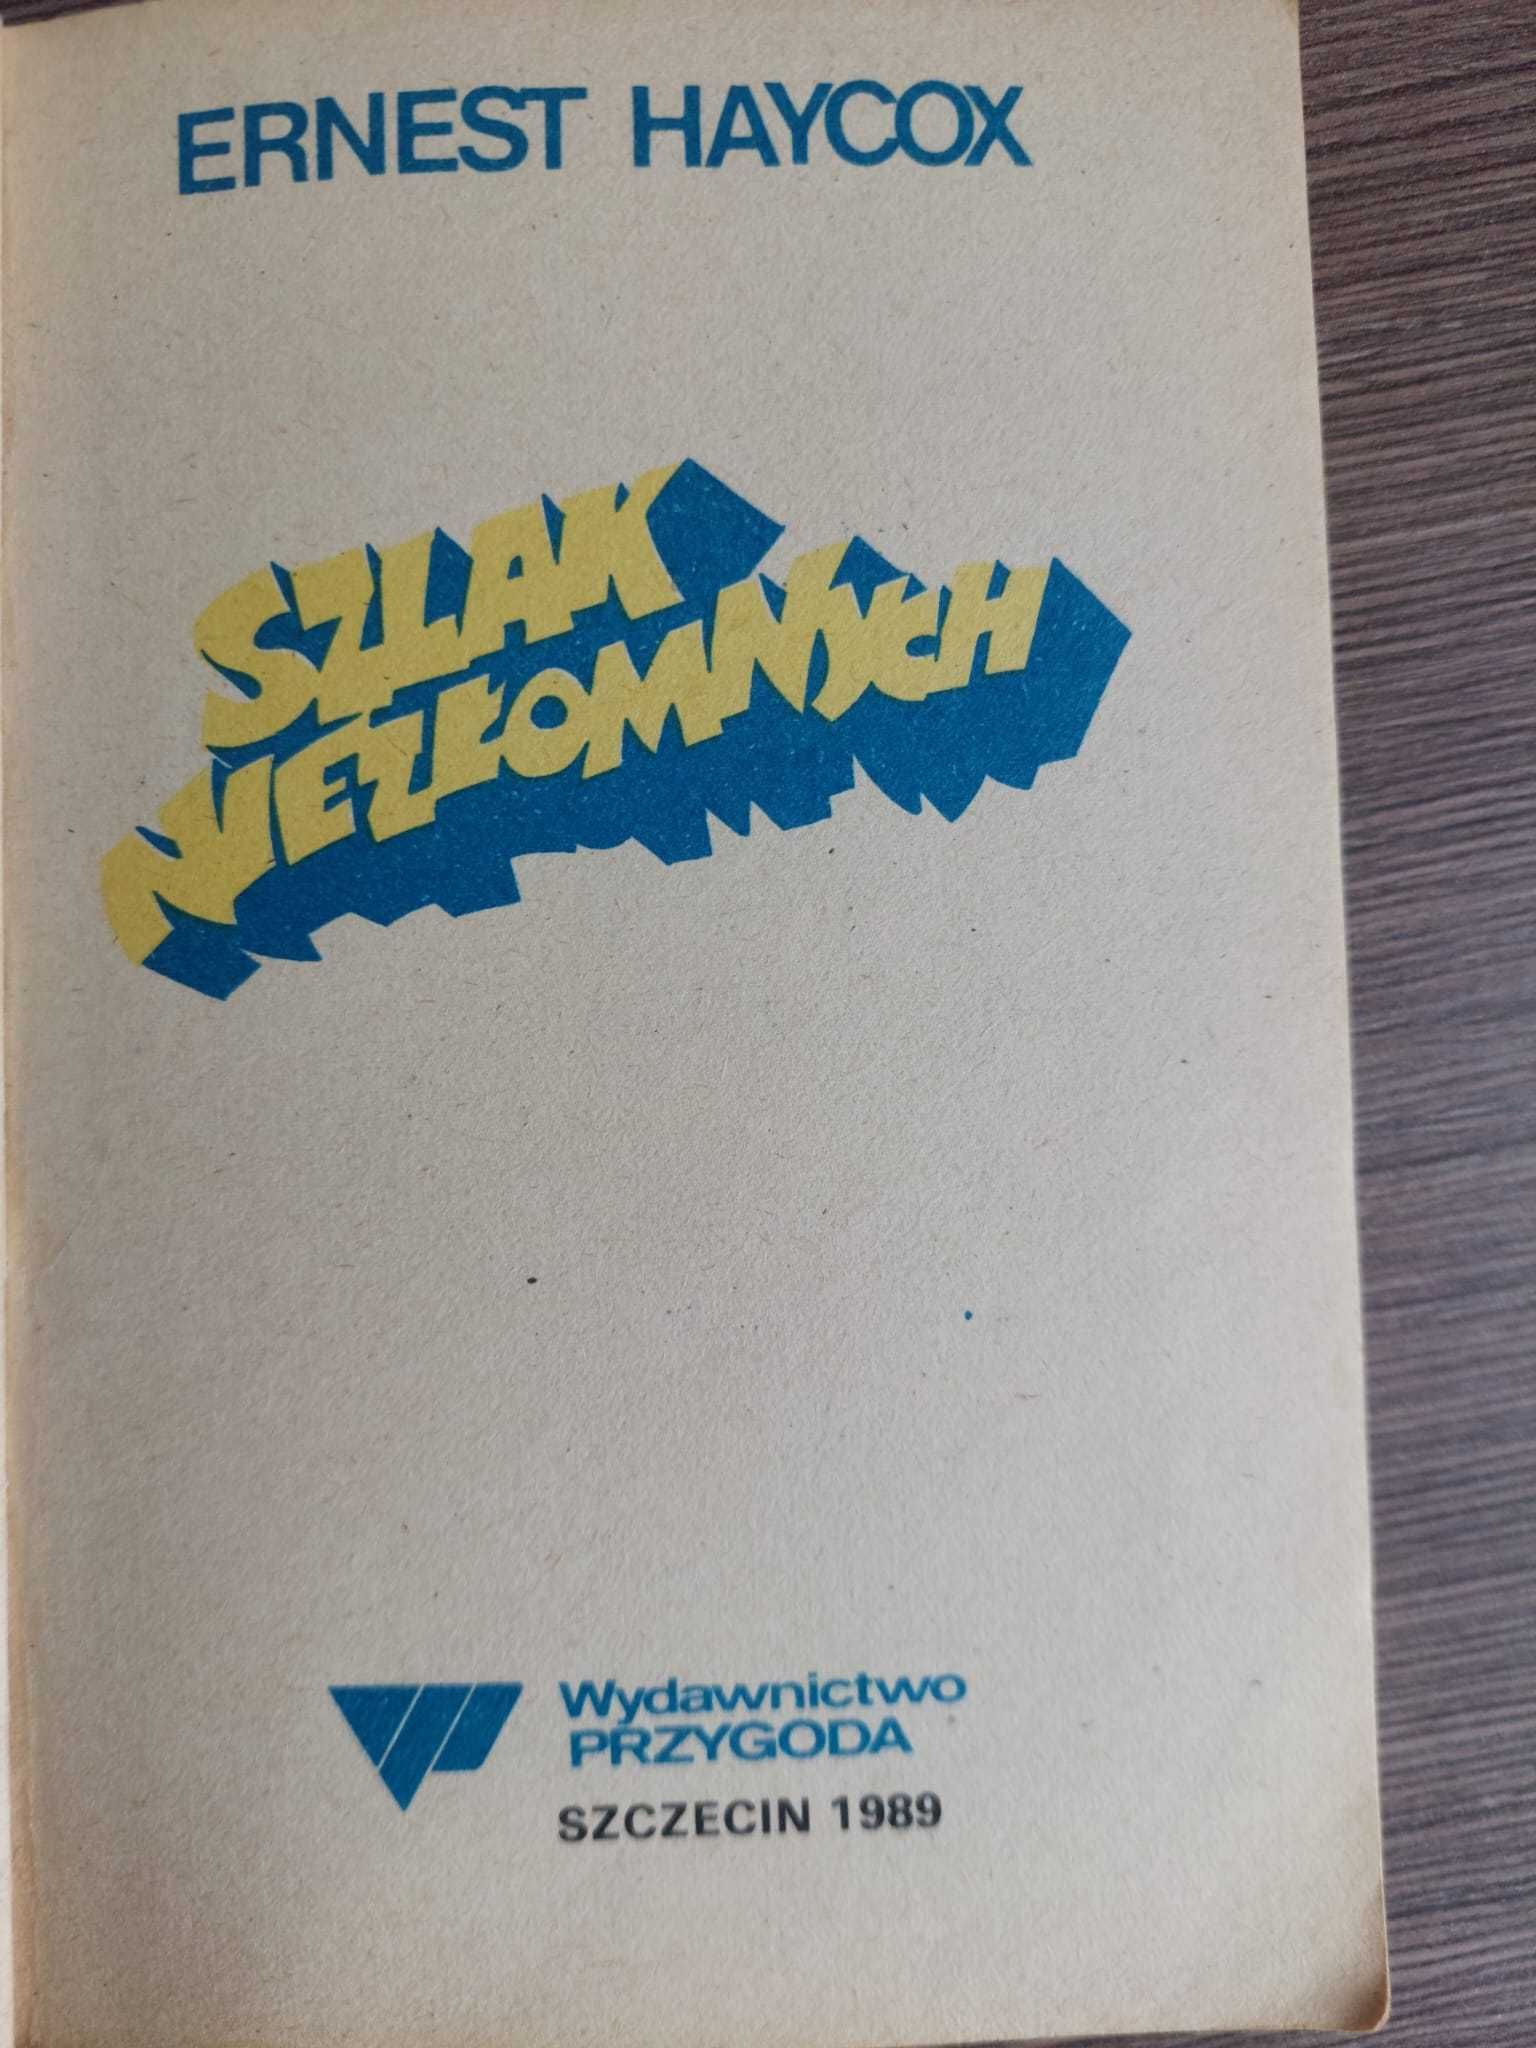 ERNEST HAYCOX
SZLAK
NIEZŁOMNYCH
Wydawnictwo
PRZYGODA
SZCZECIN 1989